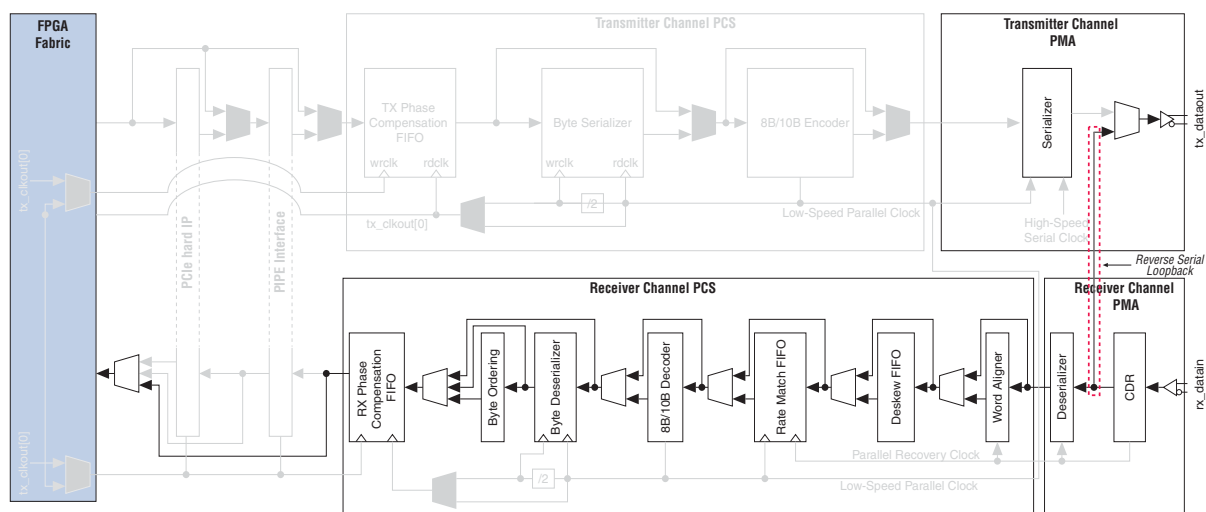 FPGA
Fabric
Transmitter Channel PCS
Transmitter Channel
PMA
TX Phase
Compensation
FIFO
wrclk
rdclk
Byte Serializer
wrclk
rdclk
8B/10B Encoder
Serializer
tx_dataout
tx_clkout[0]
tx_clkout[0]
/2
Low-Speed Parallel Clock
High-Speed
Serial Clock
PCIe hard IP
PIPE Interface
Reverse Serial
Loopback
Receiver Channel PCS
Receiver Channel
PMA
RX Phase
Compensation
FIFO
Byte Ordering
Byte Deserializer
8B/10B Decoder
Rate Match FIFO
Deskew FIFO
Word Aligner
Deserializer
CDR
rx_datain
tx_clkout[0]
Parallel Recovery Clock
/2
Low-Speed Parallel Clock